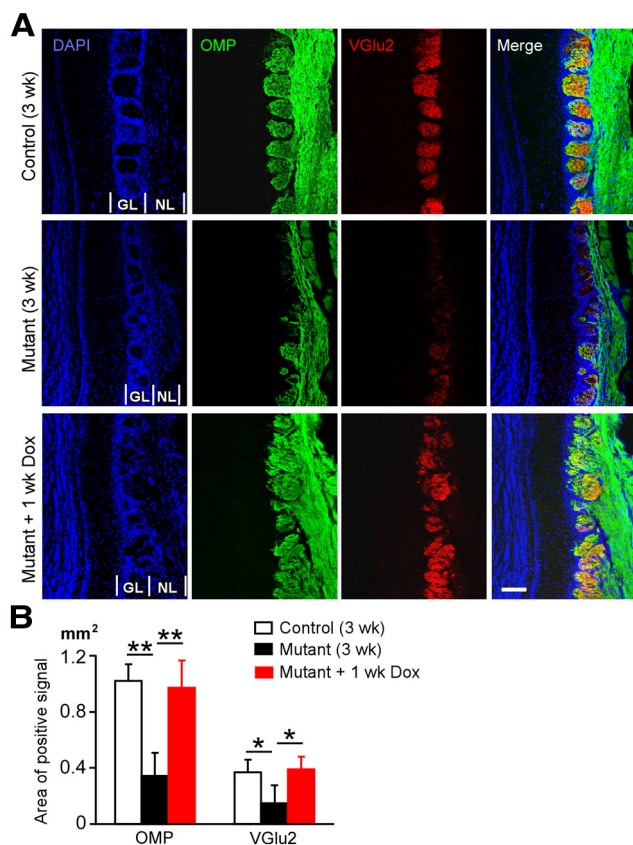 A
DAPI OMP VGlu2 Merge
Control (3 wk)
GL NL
Mutant (3 wk)
GL NL
Mutant + 1 wk Dox
GL NL
B
mm2
Control (3 wk)
Mutant (3 wk)
Mutant + 1 wk Dox
** **
* *
1.2
0.8
0.4
0
Area of positive signal
OMP VGlu2